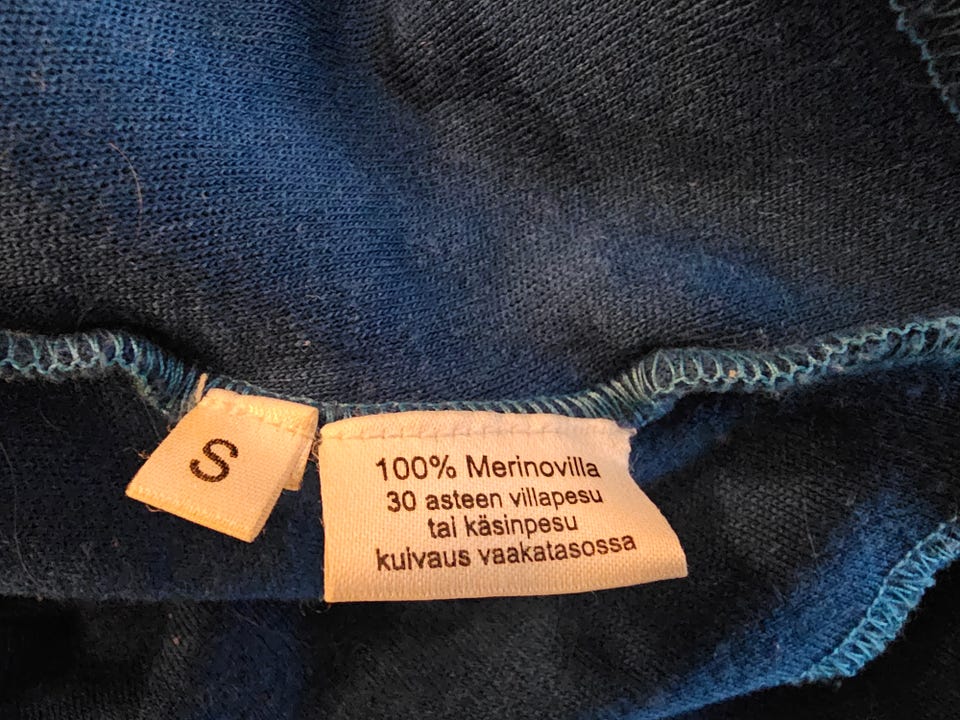 S
100% Merinovilla
30 asteen villapesu
tai käsinpesu
kuivaus vaakatasossa